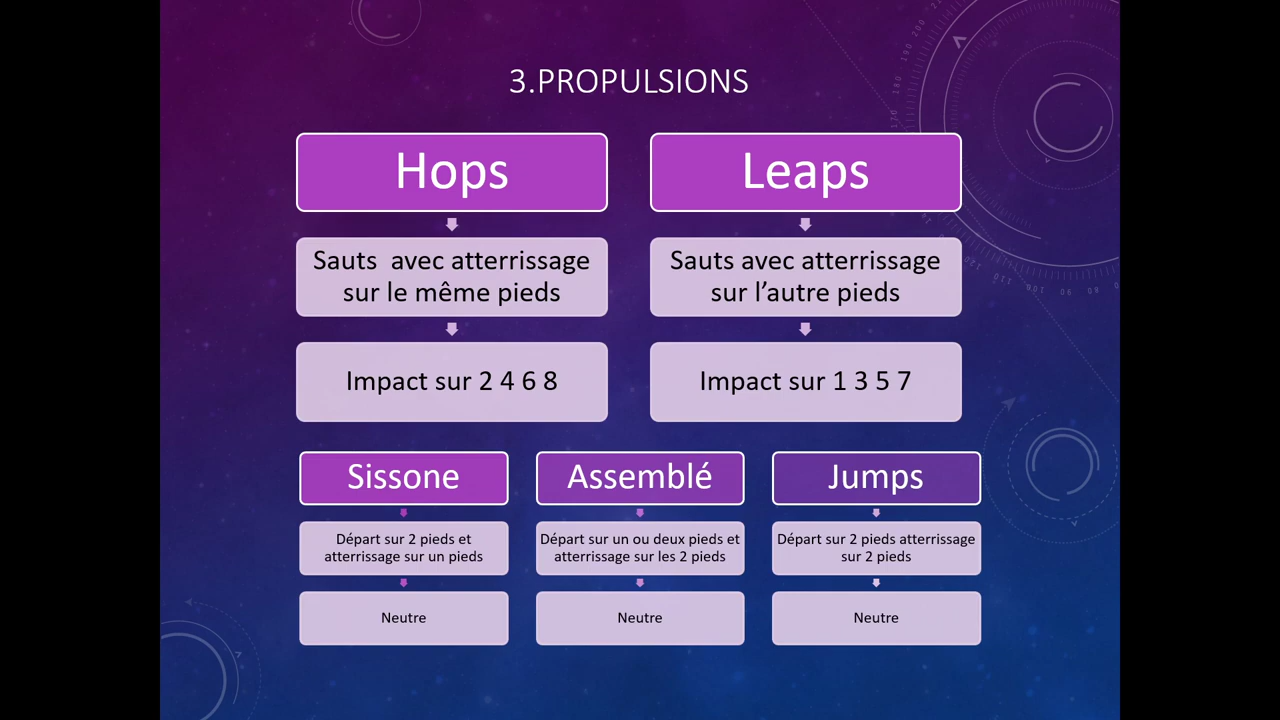 3.PROPULSIONS
Hops
Leaps
Sauts  avec atterrissage
sur le même pieds
Sauts avec atterrissage
sur l’autre pieds
Impact sur 2 4 6 8
Impact sur 1 3 5 7
Sissone
Assemblé
Jumps
Départ sur 2 pieds et
atterrissage sur un pieds
Départ sur un ou deux pieds et
atterrissage sur les 2 pieds
Départ sur 2 pieds atterrissage
sur 2 pieds
Neutre
Neutre
Neutre